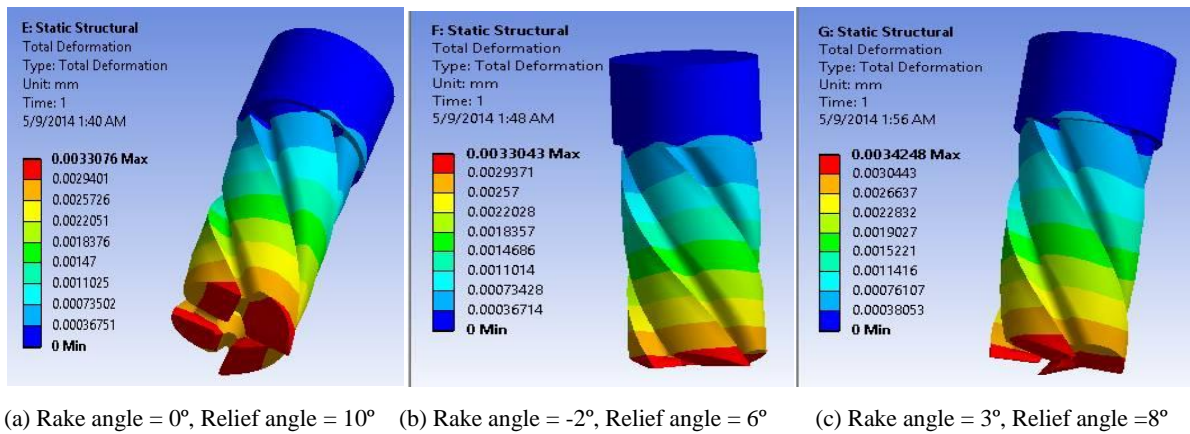 E: Static Structural
Total Deformation
Type: Total Deformation
Unit: mm
Time: 1
5/9/2014 1:40 AM
0.0033076 Max
0.0029401
0.0025726
0.0022051
0.0018376
0.00147
0.0011025
0.00073502
0.00036751
0 Min
F: Static Structural
Total Deformation
Type: Total Deformation
Unit: mm
Time: 1
5/9/2014 1:48 AM
0.0033043 Max
0.0029371
0.00257
0.0022028
0.0018357
0.0014686
0.0011014
0.00073428
0.00036714
0 Min
G: Static Structural
Total Deformation
Type: Total Deformation
Unit: mm
Time: 1
5/9/2014 1:56 AM
0.0034248 Max
0.0030443
0.0026637
0.0022832
0.0019027
0.0015221
0.0011416
0.00076107
0.00038053
0 Min
(a) Rake angle = 0º, Relief angle = 10º
(b) Rake angle = -2º, Relief angle = 6º
(c) Rake angle = 3º, Relief angle =8º